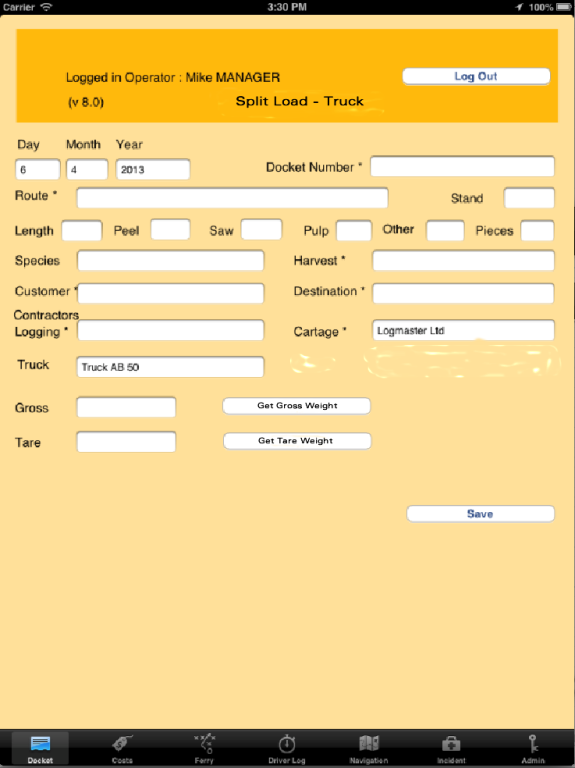 Carrier 3:30 PM 100%
Logged in Operator : Mike MANAGER Log Out
(v 8.0) Split Load - Truck
Day Month Year
6 4 2013 Docket Number *
Route * Stand
Length Peel Saw Pulp Other Pieces
Species Harvest *
Customer * Destination *
Contractors
Logging * Cartage * Logmaster Ltd
Truck Truck AB 50
Gross Get Gross Weight
Tare Get Tare Weight
Save
Docket Costs Ferry Driver Log Navigation Incident Admin